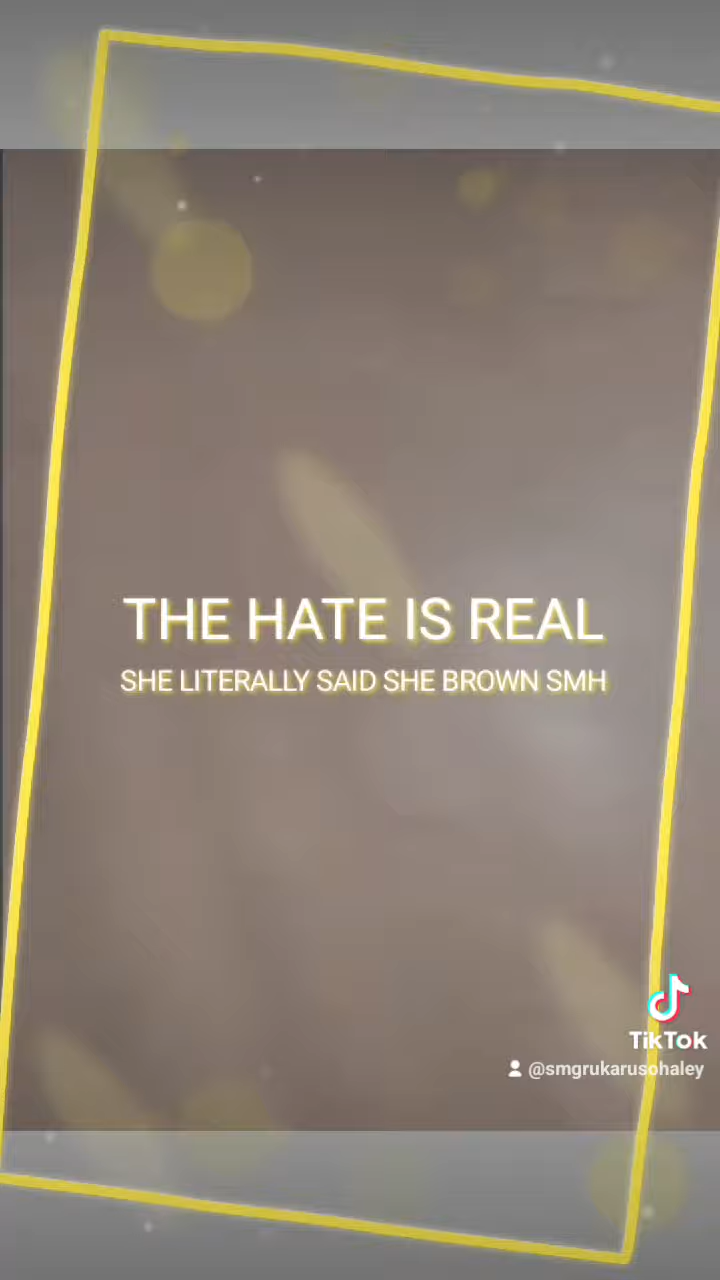 THE HATE IS REAL
SHE LITERALLY SAID SHE BROWN SMH
TikTok
@smgrukarusohaley